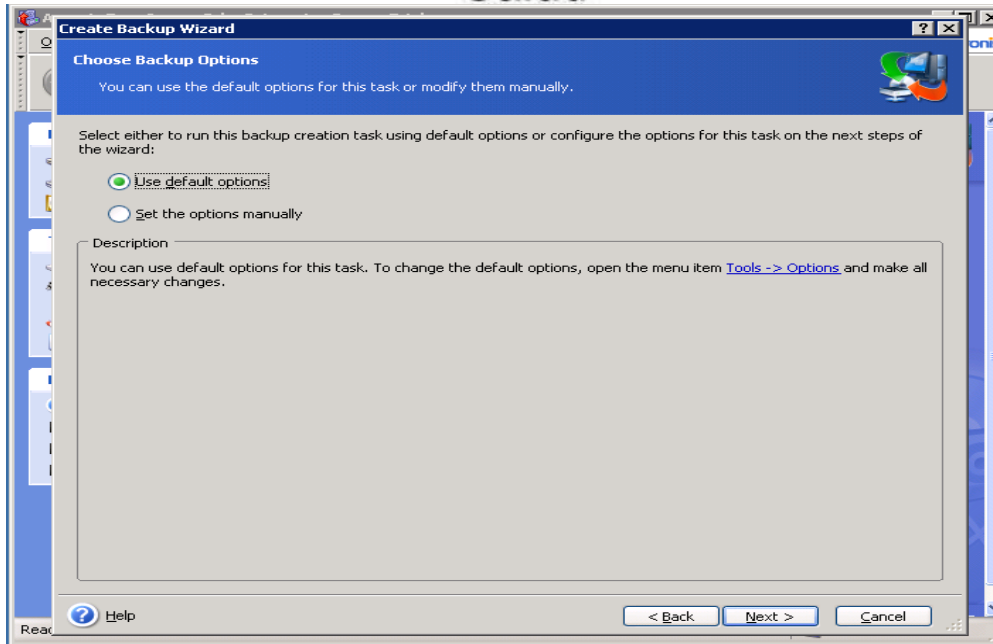 Create Backup Wizard
Choose Backup Options
You can use the default options for this task or modify them manually.
Select either to run this backup creation task using default options or configure the options for this task on the next steps of
the wizard:
Use default options
Set the options manually
Description
You can use default options for this task. To change the default options, open the menu item Tools -> Options and make all
necessary changes.
Help
< Back
Next >
Cancel